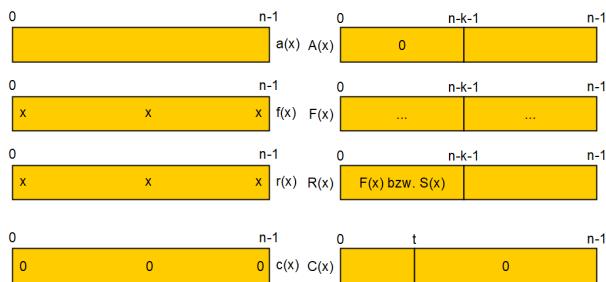 0 n-1 0 n-k-1 n-1
a(x) A(x) 0
0 n-1 0 n-k-1 n-1
x x x f(x) F(x) ... ...
0 n-1 0 n-k-1 n-1
x x x r(x) R(x) F(x) bzw. S(x)
0 n-1 0 t n-1
0 0 0 c(x) C(x) 0